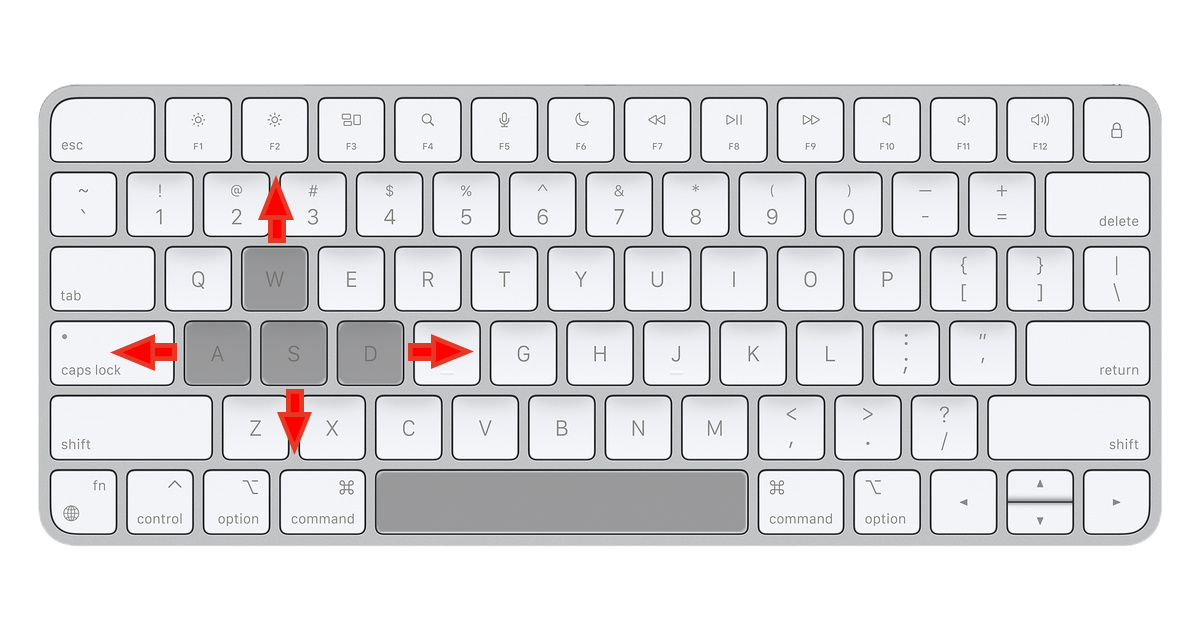 esc F1 F2 F3 F4 F5 F6 F7 F8 F9 F10 F11 F12
~ ! @ # $ % ^ & * ( ) — +
` 1 2 3 4 5 6 7 8 9 0 - = delete
tab Q W E R T Y U I O P { [ } ] | \
caps lock A S D G H J K L : ; " ' return
shift Z X C V B N M < , > . ? / shift
fn control option command command option